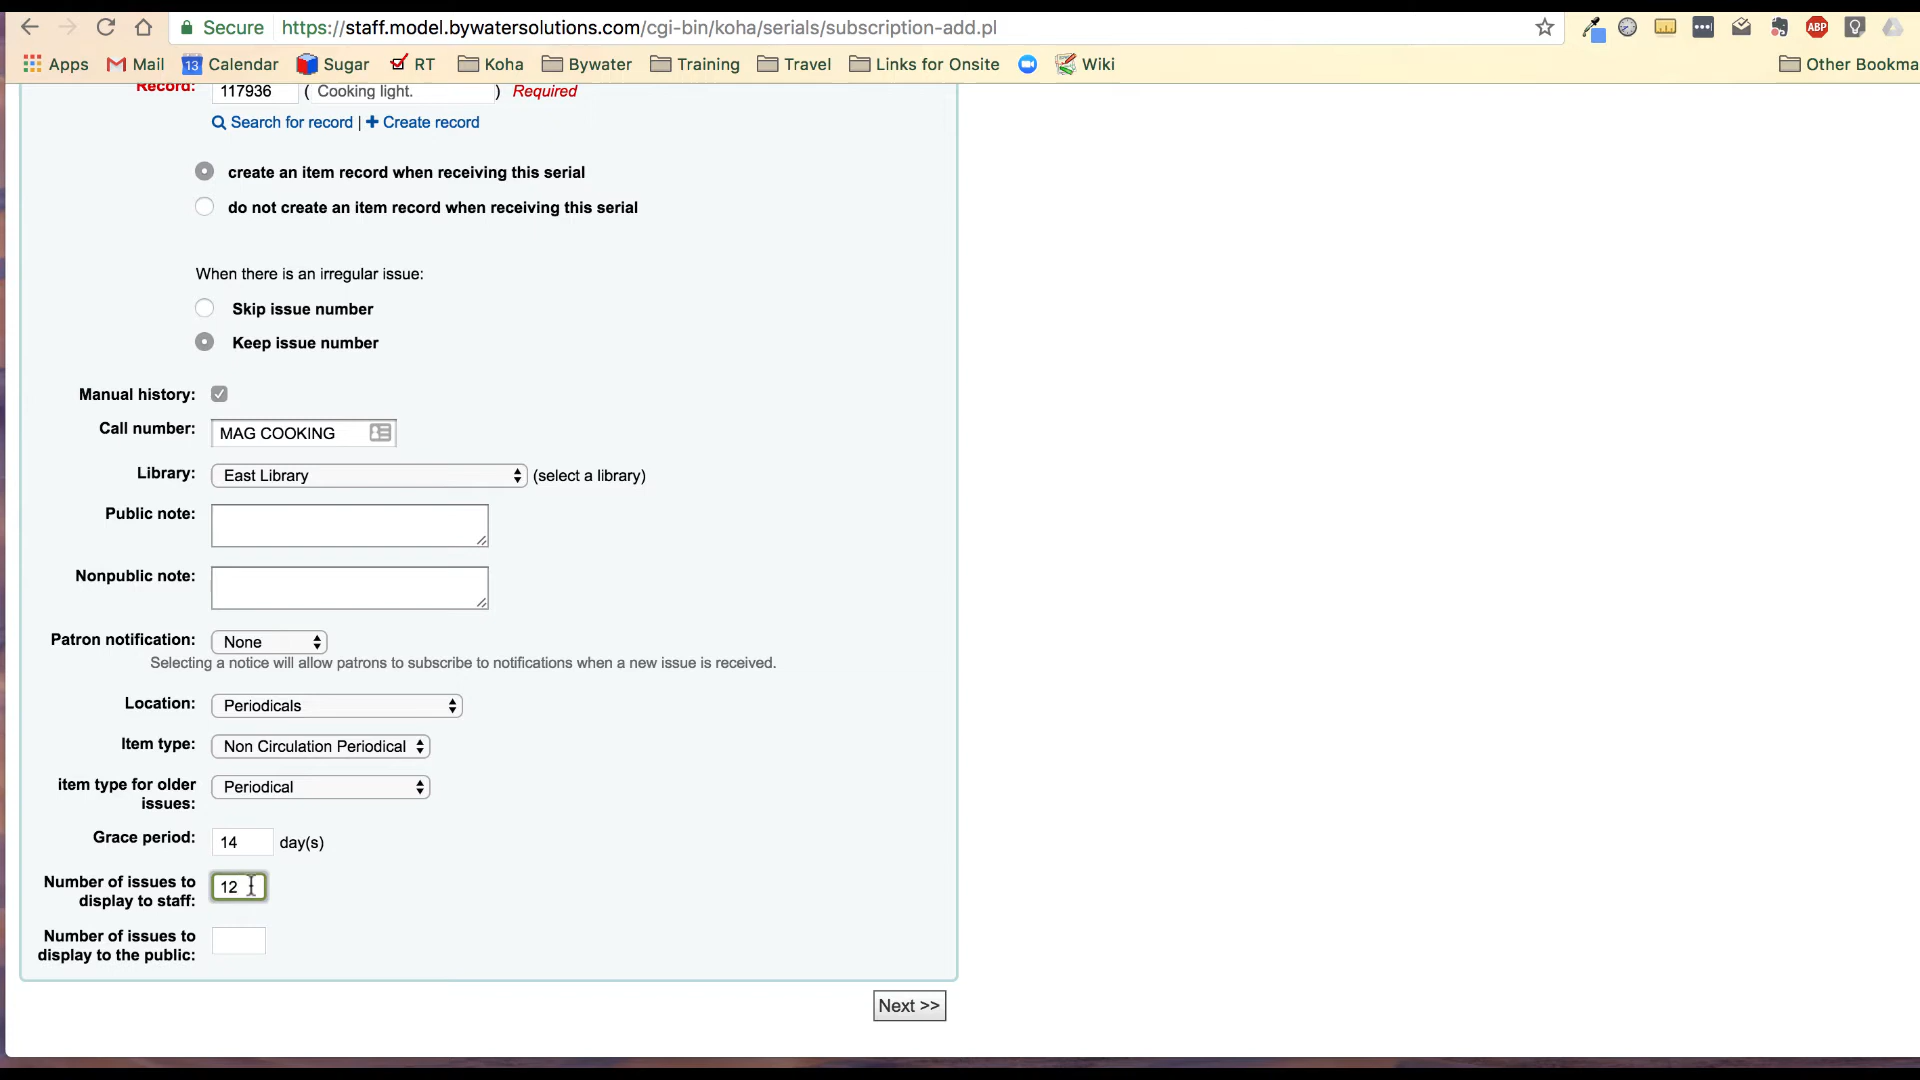 Secure https://staff.model.bywatersolutions.com/cgi-bin/koha/serials/subscription-add.pl ABP
Apps Mail 13 Calendar Sugar RT Koha Bywater Training Travel Links for Onsite Wiki Other Bookma
Record: 117936 ( Cooking light. ) Required
Search for record | + Create record
create an item record when receiving this serial
do not create an item record when receiving this serial
When there is an irregular issue:
Skip issue number
Keep issue number
Manual history:
Call number: MAG COOKING
Library: East Library (select a library)
Public note:
Nonpublic note:
Patron notification: None
Selecting a notice will allow patrons to subscribe to notifications when a new issue is received.
Location: Periodicals
Item type: Non Circulation Periodical
item type for older issues: Periodical
Grace period: 14 day(s)
Number of issues to display to staff: 12
Number of issues to display to the public:
Next >>